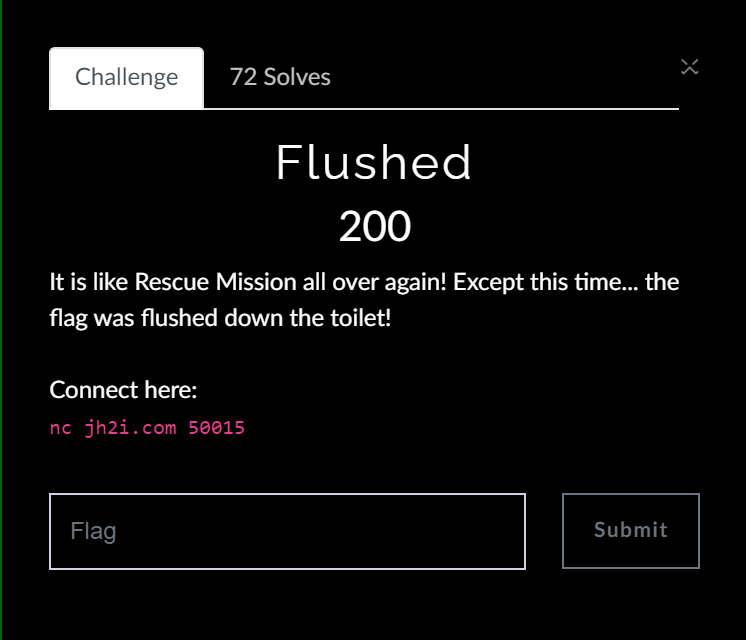 Challenge
72 Solves
Flushed
200
It is like Rescue Mission all over again! Except this time... the
flag was flushed down the toilet!
Connect here:
nc jh2i.com 50015
Flag
Submit